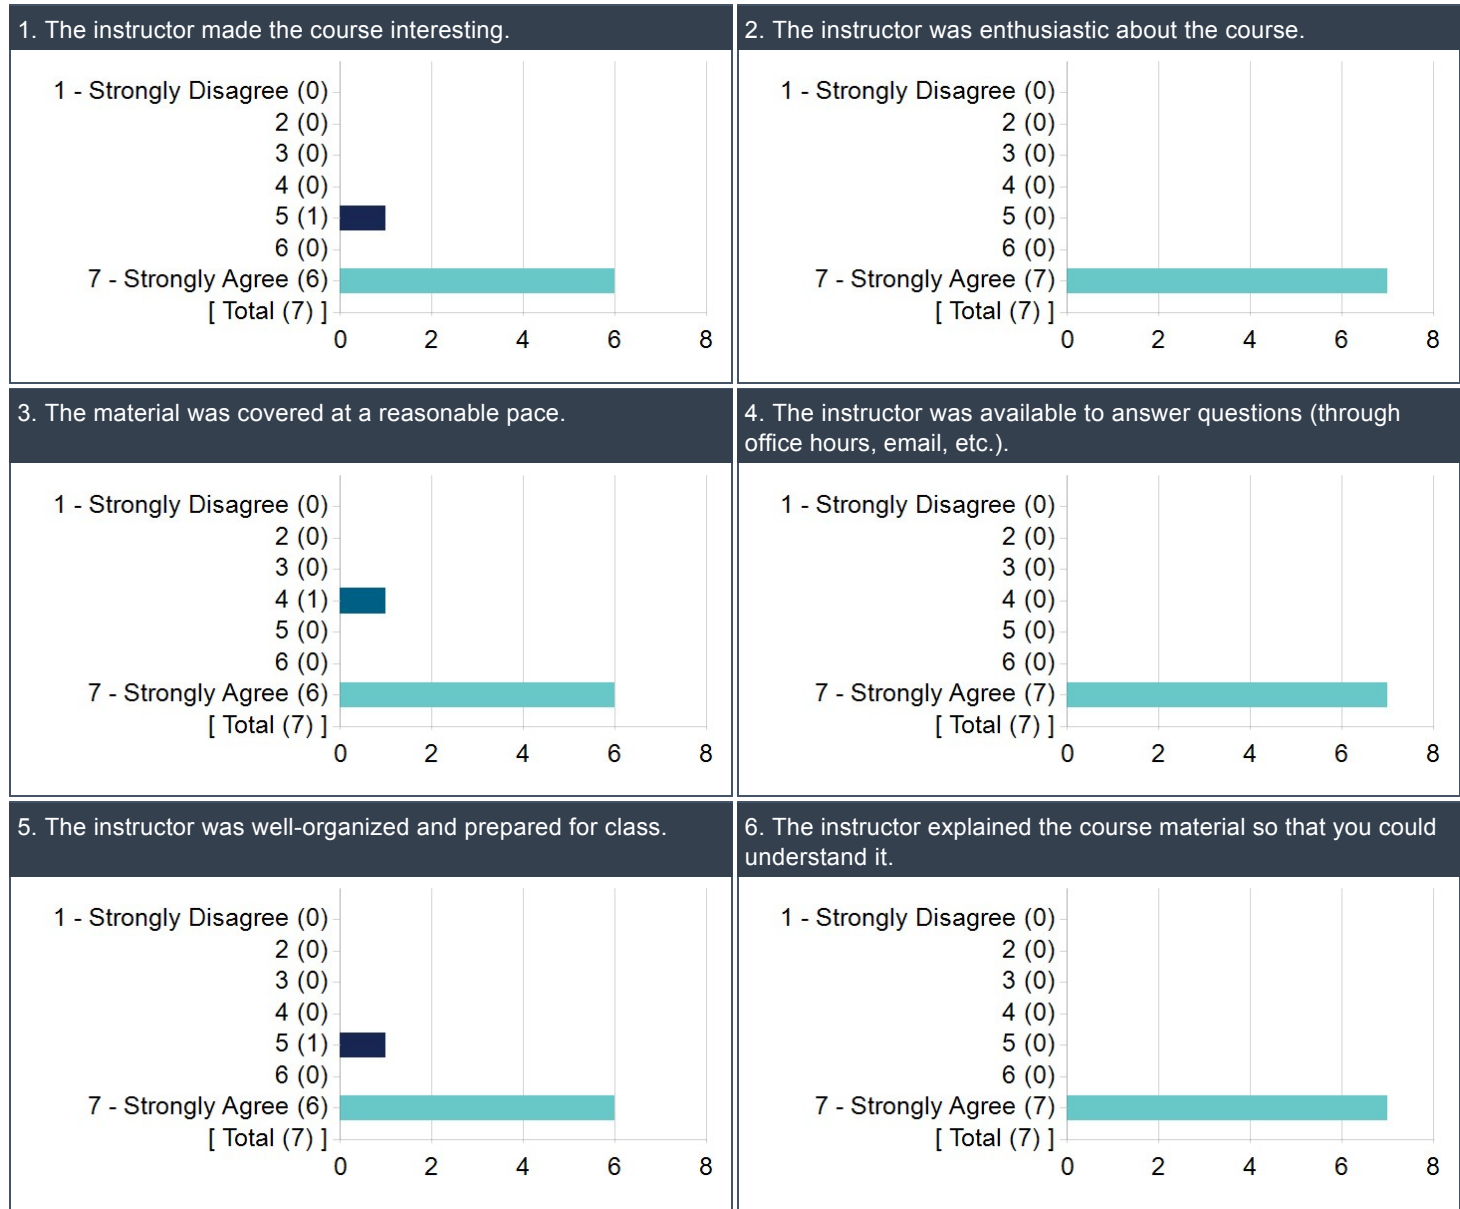 1. The instructor made the course interesting.
1 - Strongly Disagree (0)
2 (0)
3 (0)
4 (0)
5 (1)
6 (0)
7 - Strongly Agree (6)
[ Total (7) ]
0 2 4 6 8
2. The instructor was enthusiastic about the course.
1 - Strongly Disagree (0)
2 (0)
3 (0)
4 (0)
5 (0)
6 (0)
7 - Strongly Agree (7)
[ Total (7) ]
0 2 4 6 8
3. The material was covered at a reasonable pace.
1 - Strongly Disagree (0)
2 (0)
3 (0)
4 (1)
5 (0)
6 (0)
7 - Strongly Agree (6)
[ Total (7) ]
0 2 4 6 8
4. The instructor was available to answer questions (through
office hours, email, etc.).
1 - Strongly Disagree (0)
2 (0)
3 (0)
4 (0)
5 (0)
6 (0)
7 - Strongly Agree (7)
[ Total (7) ]
0 2 4 6 8
5. The instructor was well-organized and prepared for class.
1 - Strongly Disagree (0)
2 (0)
3 (0)
4 (0)
5 (1)
6 (0)
7 - Strongly Agree (6)
[ Total (7) ]
0 2 4 6 8
6. The instructor explained the course material so that you could
understand it.
1 - Strongly Disagree (0)
2 (0)
3 (0)
4 (0)
5 (0)
6 (0)
7 - Strongly Agree (7)
[ Total (7) ]
0 2 4 6 8